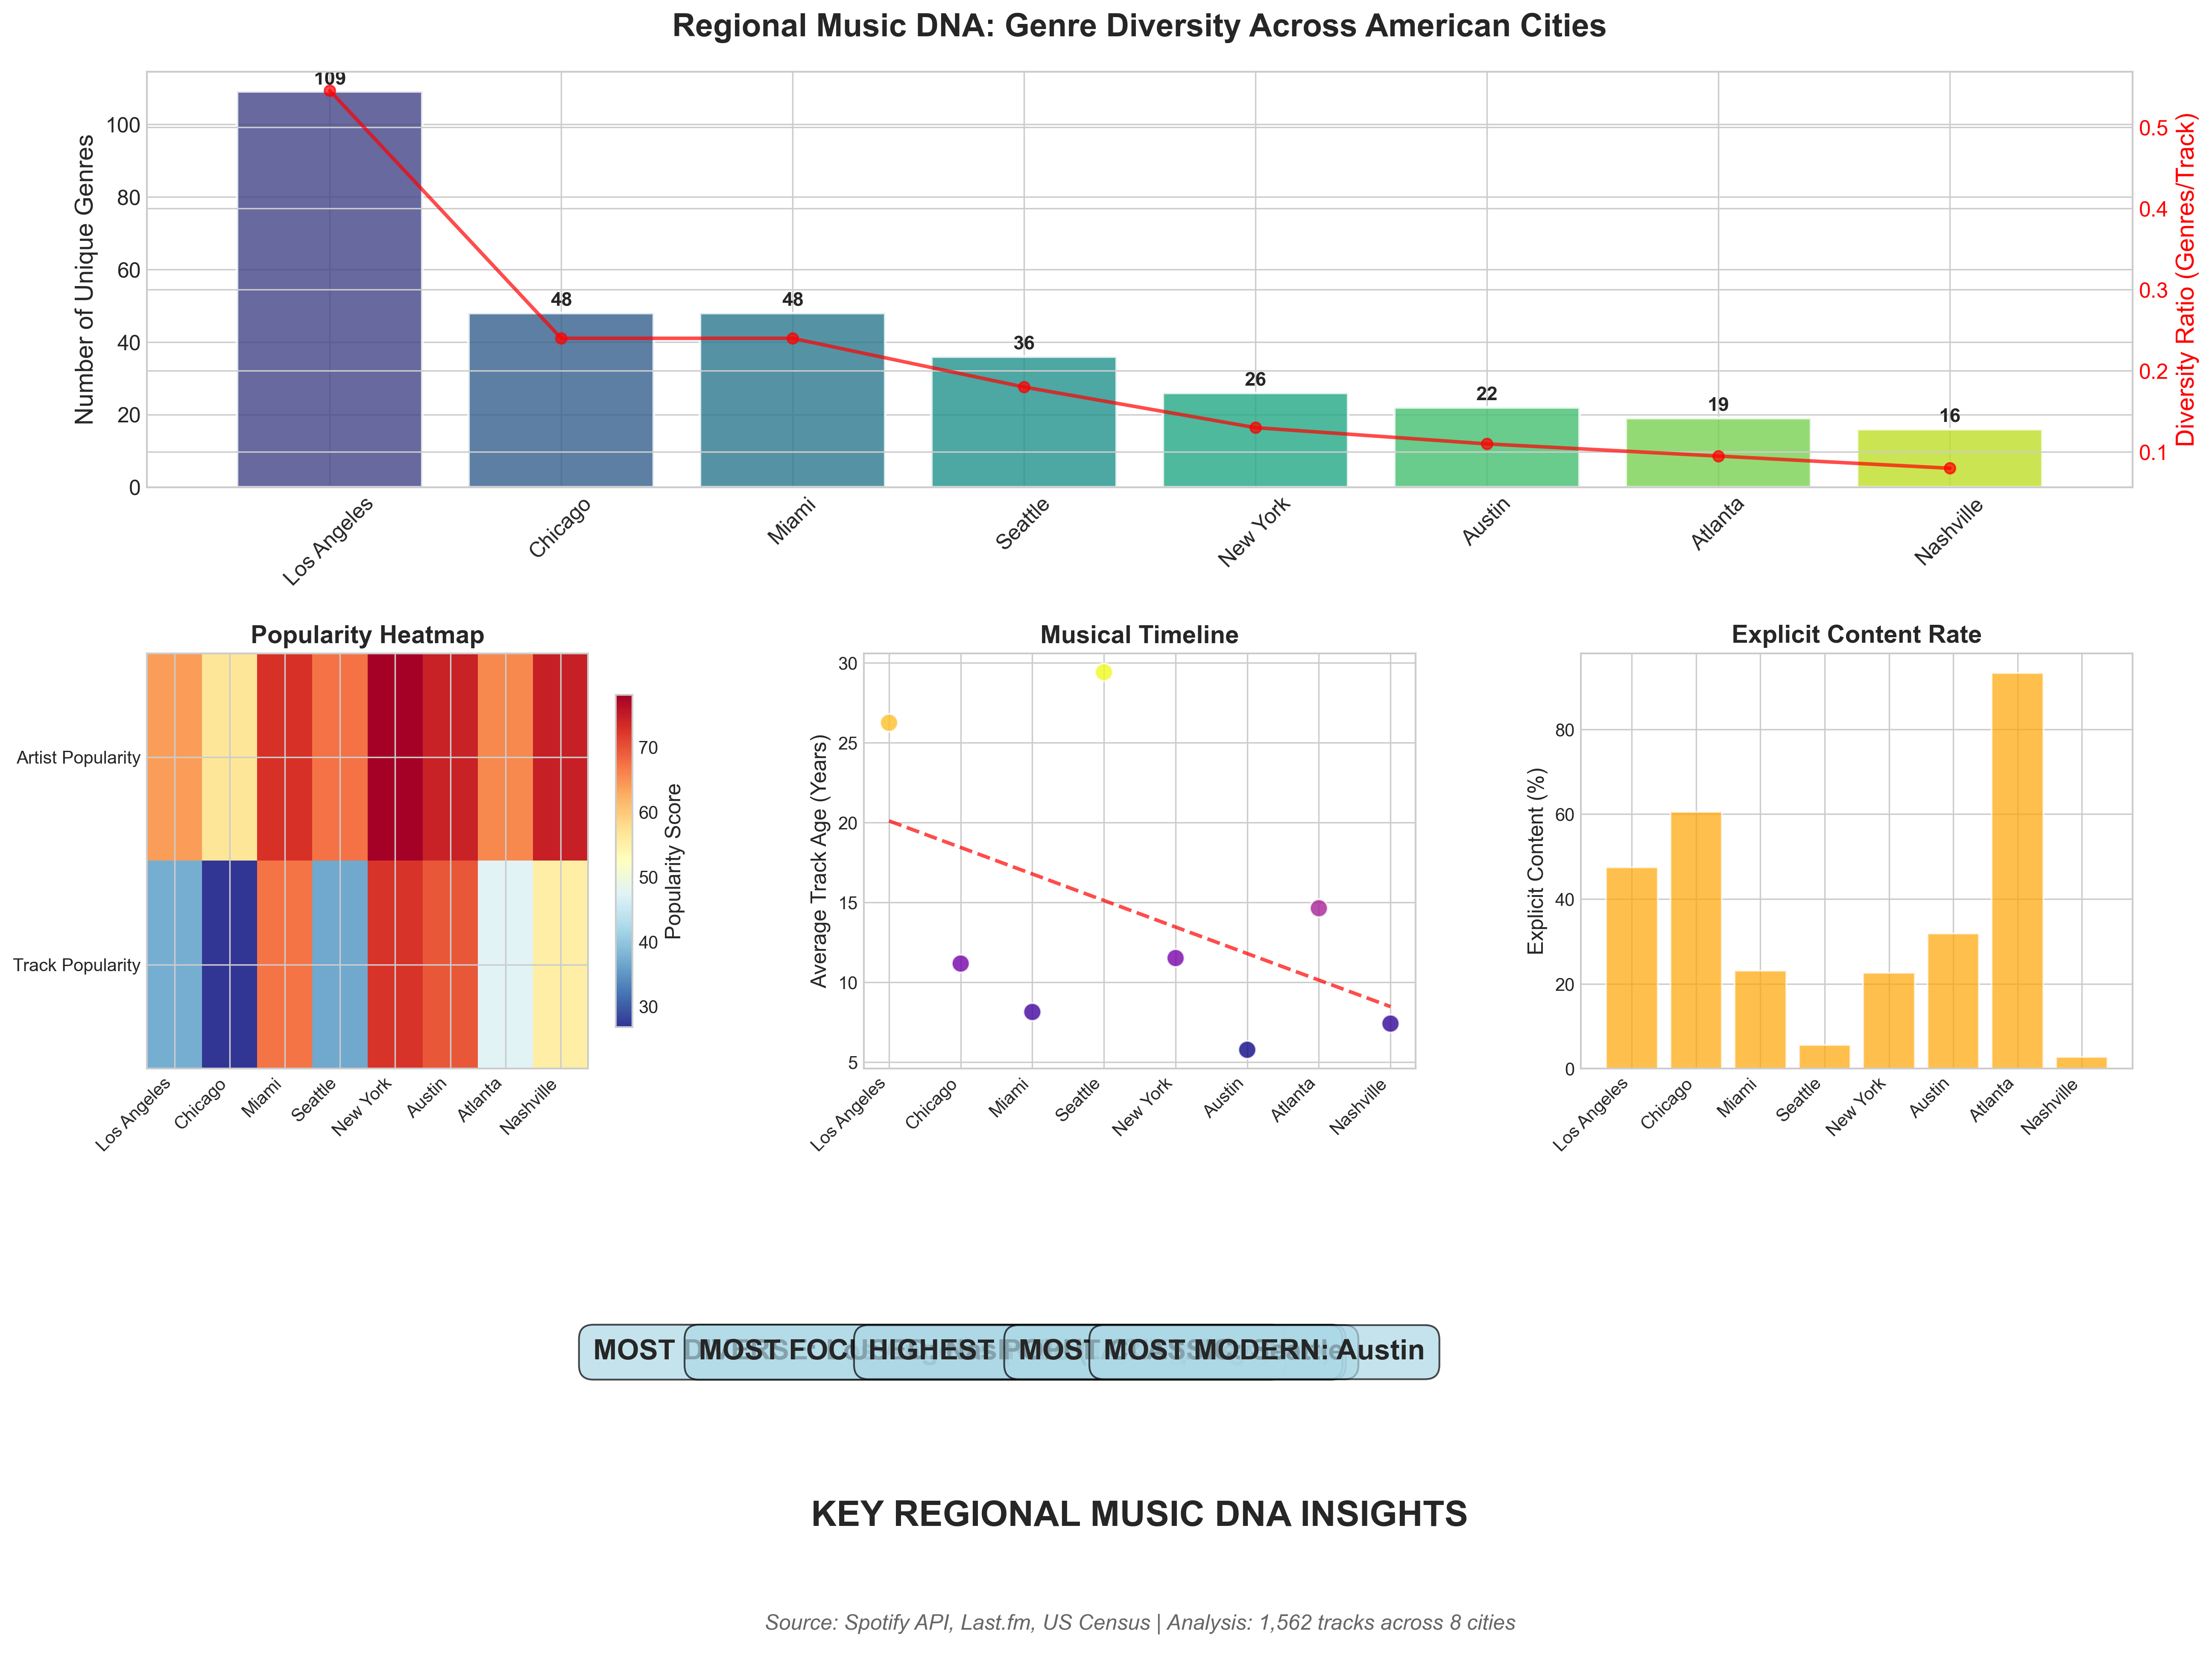 Regional Music DNA: Genre Diversity Across American Cities
Number of Unique Genres
100
80
60
40
20
0
109
48
48
36
26
22
19
16
0.5
0.4
0.3
0.2
0.1
Diversity Ratio (Genres/Track)
Los Angeles
Chicago
Miami
Seattle
New York
Austin
Atlanta
Nashville
Popularity Heatmap
Artist Popularity
Track Popularity
Los Angeles
Chicago
Miami
Seattle
New York
Austin
Atlanta
Nashville
70
60
50
40
30
Popularity Score
Musical Timeline
Average Track Age (Years)
30
25
20
15
10
5
Los Angeles
Chicago
Miami
Seattle
New York
Austin
Atlanta
Nashville
Explicit Content Rate
Explicit Content (%)
80
60
40
20
0
Los Angeles
Chicago
Miami
Seattle
New York
Austin
Atlanta
Nashville
MOST DIVERSE:
MOST
HIGHEST
MOST CLASSIC: Seattle
MOST MODERN: Austin
KEY REGIONAL MUSIC DNA INSIGHTS
Source: Spotify API, Last.fm, US Census | Analysis: 1,562 tracks across 8 cities